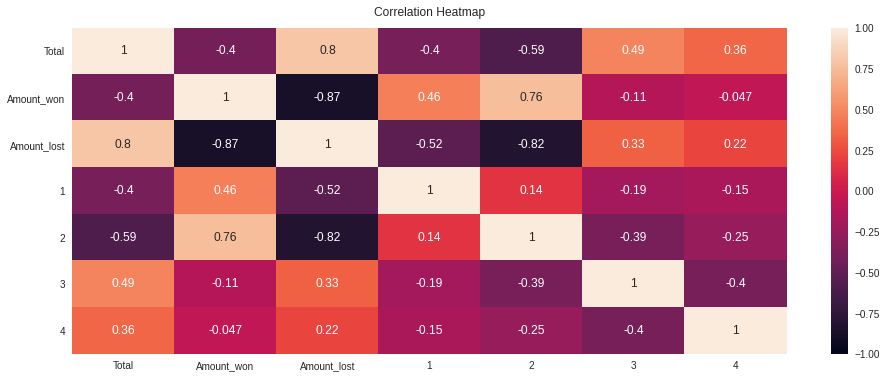 Correlation Heatmap
Total 1 -0.4 0.8 -0.4 -0.59 0.49 0.36
Amount_won -0.4 1 -0.87 0.46 0.76 -0.11 -0.047
Amount_lost 0.8 -0.87 1 -0.52 -0.82 0.33 0.22
1 -0.4 0.46 -0.52 1 0.14 -0.19 -0.15
2 -0.59 0.76 -0.82 0.14 1 -0.39 -0.25
3 0.49 -0.11 0.33 -0.19 -0.39 1 -0.4
4 0.36 -0.047 0.22 -0.15 -0.25 -0.4 1
Total Amount_won Amount_lost 1 2 3 4
1.00
0.75
0.50
0.25
0.00
−0.25
−0.50
−0.75
−1.00